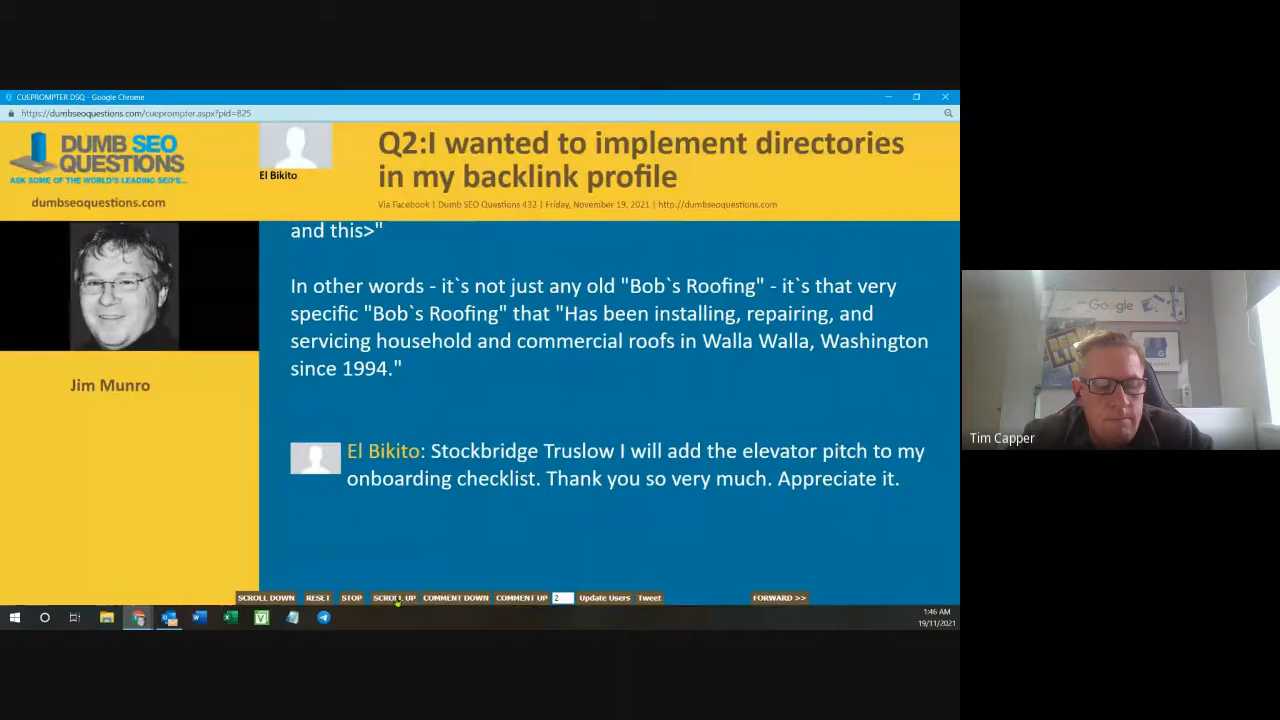 CUEPROMPTER DSQ - Google Chrome
https://dumbseoquestions.com/cueprompter.aspx?pid=825
DUMB SEO
QUESTIONS
ASK SOME OF THE WORLD'S LEADING SEO'S...
dumbseoquestions.com
El Bikito
Q2:I wanted to implement directories
in my backlink profile
Via Facebook | Dumb SEO Questions 432 | Friday, November 19, 2021 | http://dumbseoquestions.com
Jim Munro
and this>"
In other words - it`s not just any old "Bob`s Roofing" - it`s that very
specific "Bob`s Roofing" that "Has been installing, repairing, and
servicing household and commercial roofs in Walla Walla, Washington
since 1994."
El Bikito: Stockbridge Truslow I will add the elevator pitch to my
onboarding checklist. Thank you so very much. Appreciate it.
SCROLL DOWN RESET STOP SCROLL UP COMMENT DOWN COMMENT UP 2 Update Users Tweet FORWARD >>
1:46 AM
19/11/2021
Google
Tim Capper